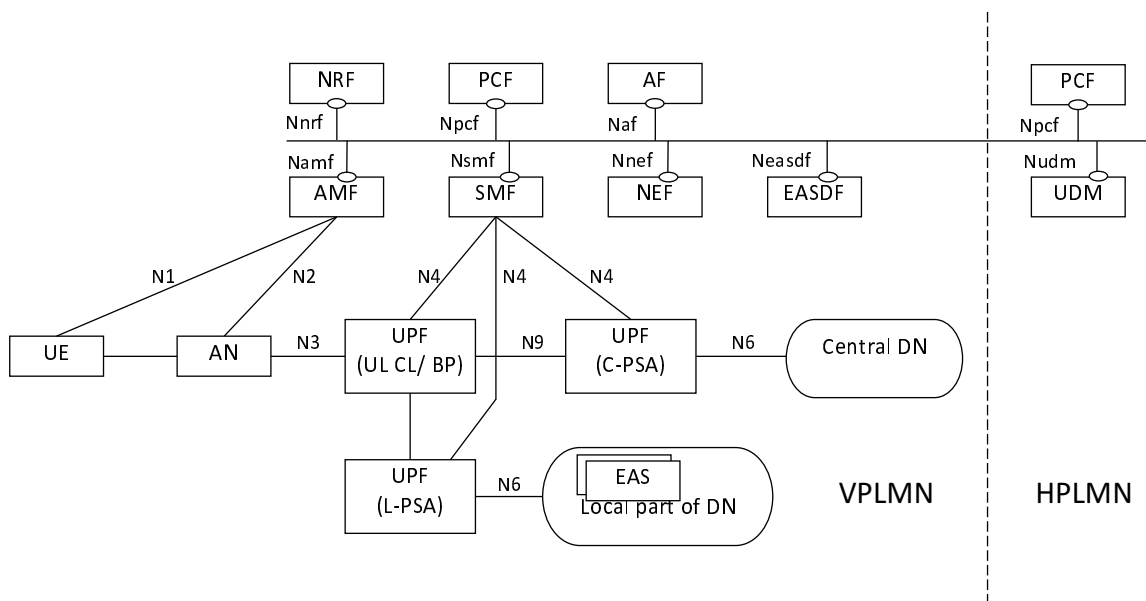 NRF
PCF
AF
PCF
Nnrf
Npcf
Naf
Npcf
Namf
Nsmf
Nnef
Neasdf
Nudm
AMF
SMF
NEF
EASDF
UDM
N1
N2
N4
N4
N4
UE
AN
N3
UPF
(UL CL/ BP)
N9
UPF
(C-PSA)
N6
Central DN
UPF
(L-PSA)
N6
EAS
Local part of DN
VPLMN
HPLMN